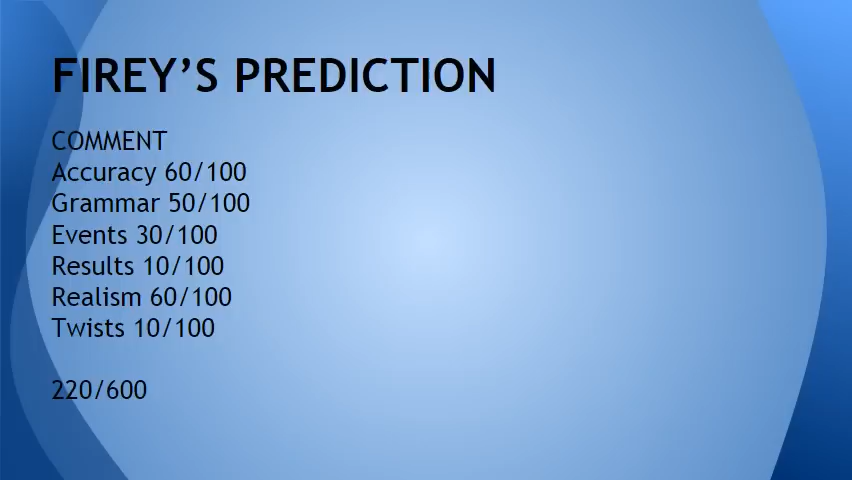 FIREY’S PREDICTION
COMMENT
Accuracy 60/100
Grammar 50/100
Events 30/100
Results 10/100
Realism 60/100
Twists 10/100
220/600